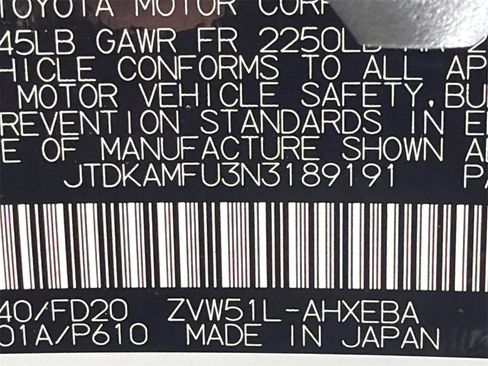 TOYOTA MOTOR CORP
45LB GAWR FR 2250LB
HICLE CONFORMS TO ALL AP
MOTOR VEHICLE SAFETY, BU
REVENTION STANDARDS IN E
E OF MANUFACTURE SHOWN A
JTDKAMFU3N3189191 PA
40/FD20 ZVW51L-AHXEBA
01A/P610 MADE IN JAPAN